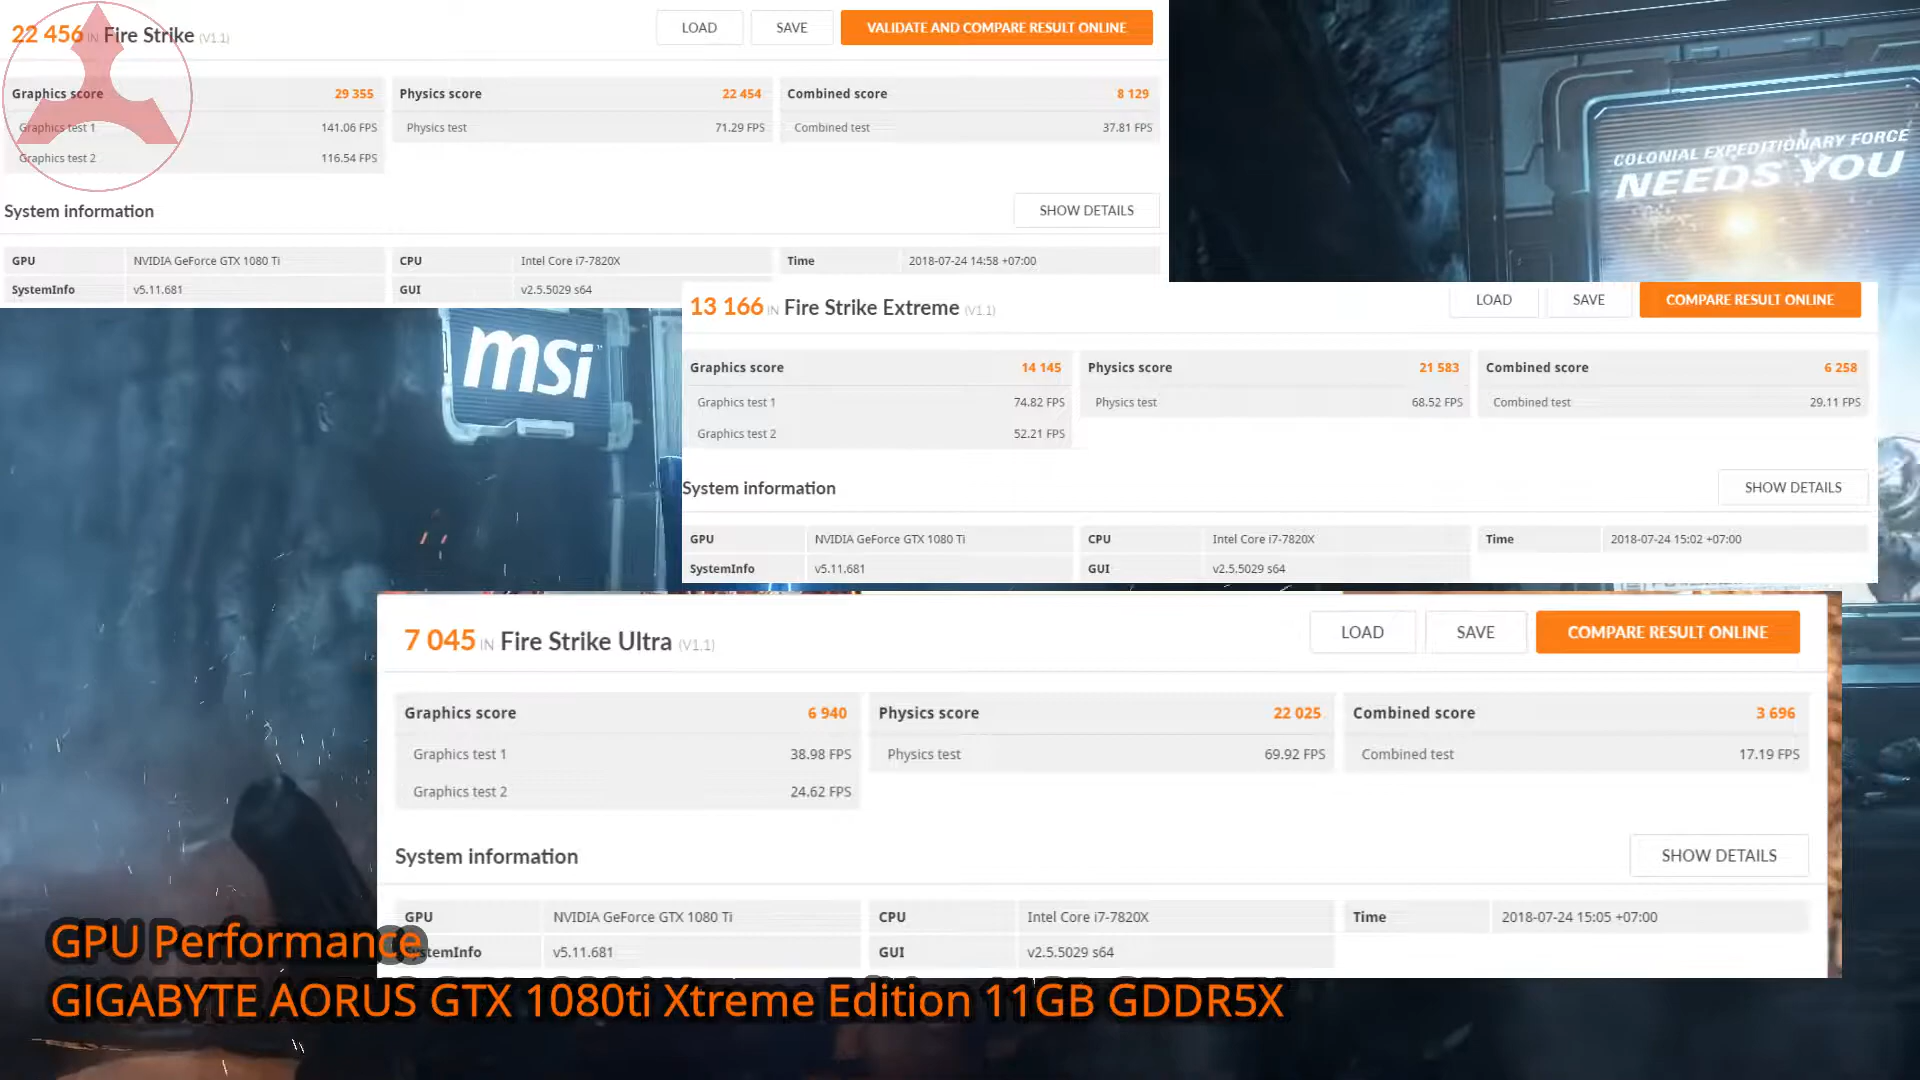 22 456 IN Fire Strike (V1.1)
LOAD SAVE VALIDATE AND COMPARE RESULT ONLINE
Graphics score 29 355
Graphics test 1 141.06 FPS
Graphics test 2 116.54 FPS
Physics score 22 454
Physics test 71.29 FPS
Combined score 8 129
Combined test 37.81 FPS
System information
SHOW DETAILS
GPU NVIDIA GeForce GTX 1080 Ti CPU Intel Core i7-7820X Time 2018-07-24 14:58 +07:00
SystemInfo v5.11.681 GUI v2.5.5029 s64
COLONIAL EXPEDITIONARY FORCE
NEEDS YOU
msi
13 166 IN Fire Strike Extreme (V1.1)
LOAD SAVE COMPARE RESULT ONLINE
Graphics score 14 145
Graphics test 1 74.82 FPS
Graphics test 2 52.21 FPS
Physics score 21 583
Physics test 68.52 FPS
Combined score 6 258
Combined test 29.11 FPS
System information
SHOW DETAILS
GPU NVIDIA GeForce GTX 1080 Ti CPU Intel Core i7-7820X Time 2018-07-24 15:02 +07:00
SystemInfo v5.11.681 GUI v2.5.5029 s64
7 045 IN Fire Strike Ultra (V1.1)
LOAD SAVE COMPARE RESULT ONLINE
Graphics score 6 940
Graphics test 1 38.98 FPS
Graphics test 2 24.62 FPS
Physics score 22 025
Physics test 69.92 FPS
Combined score 3 696
Combined test 17.19 FPS
System information
SHOW DETAILS
GPU NVIDIA GeForce GTX 1080 Ti CPU Intel Core i7-7820X Time 2018-07-24 15:05 +07:00
stemInfo v5.11.681 GUI v2.5.5029 s64
GPU Performance
GIGABYTE AORUS GTX 1080ti Xtreme Edition 11GB GDDR5X